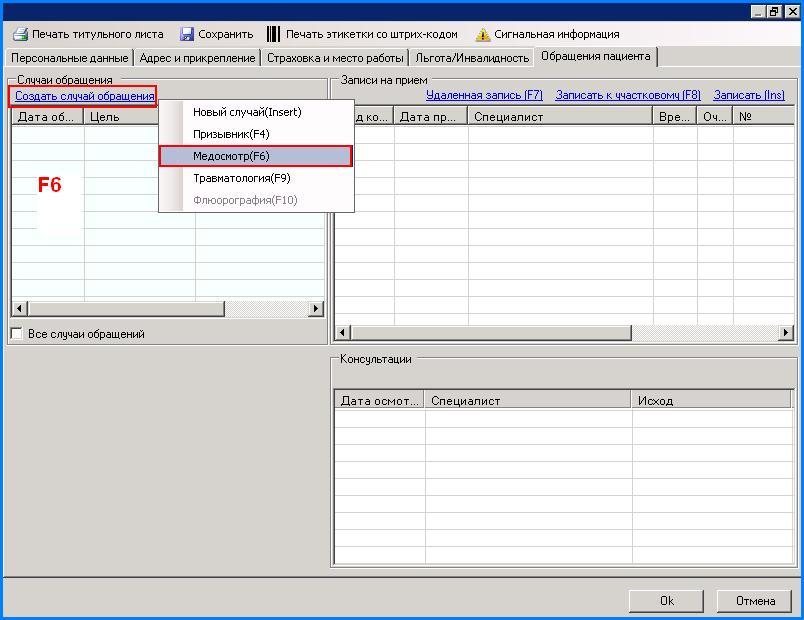 Печать титульного листа Сохранить Печать этикетки со штрих-кодом Сигнальная информация
Персональные данные Адрес и прикрепление Страховка и место работы Льгота/Инвалидность Обращения пациента
Случаи обращения
Создать случай обращения
Дата об... Цель
Новый случай(Insert)
Призывник(F4)
Медосмотр(F6)
Травматология(F9)
Флюорография(F10)
F6
Все случаи обращений
Записи на прием
Удаленная запись (F7) Записать к участковому (F8) Записать (Ins)
д ко... Дата пр... Специалист Вре... Оч... №
Консультации
Дата осмот... Специалист Исход
Ok Отмена